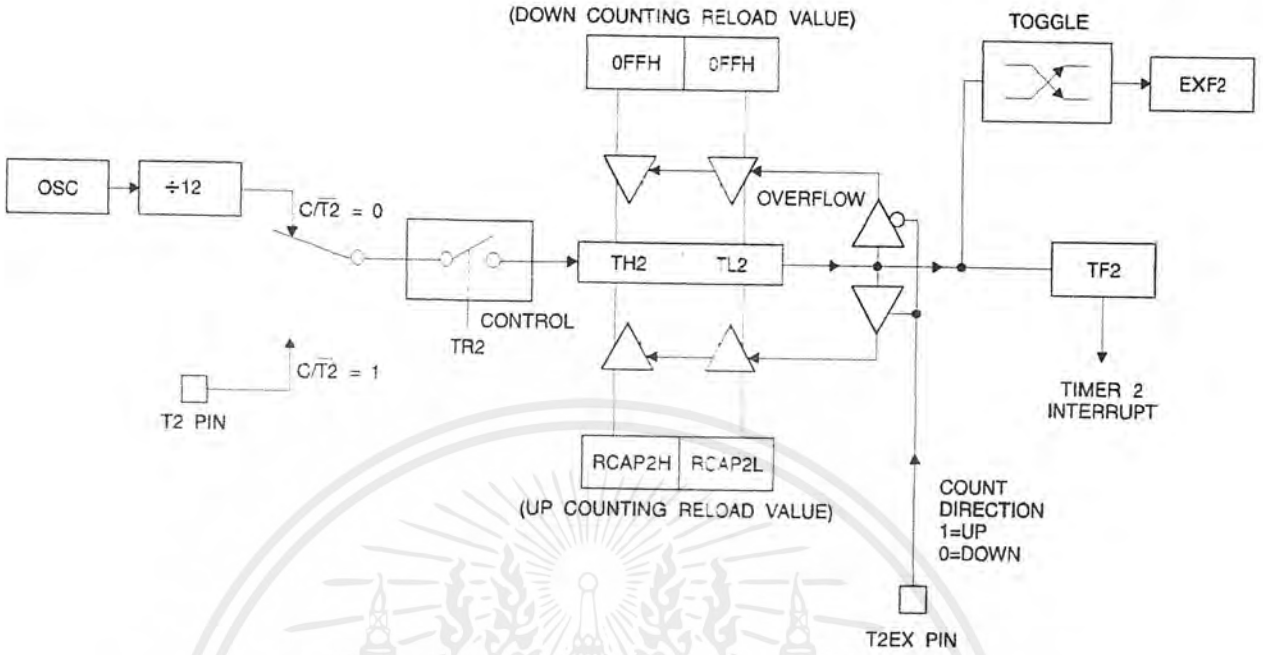 (DOWN COUNTING RELOAD VALUE)
0FFH 0FFH
TOGGLE
EXF2
OSC
÷12
C/T2̅ = 0
OVERFLOW
TH2 TL2
TF2
CONTROL
TR2
C/T2̅ = 1
T2 PIN
TIMER 2
INTERRUPT
RCAP2H RCAP2L
(UP COUNTING RELOAD VALUE)
COUNT
DIRECTION
1=UP
0=DOWN
T2EX PIN